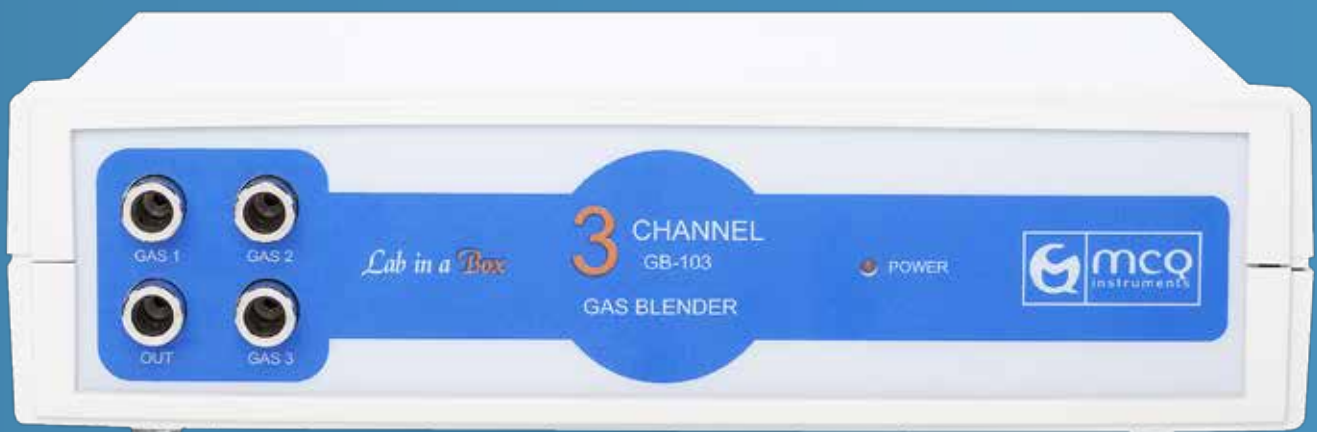 GAS 1
GAS 2
OUT
GAS 3
Lab in a Box
3 CHANNEL
GB-103
GAS BLENDER
POWER
mcq
instruments